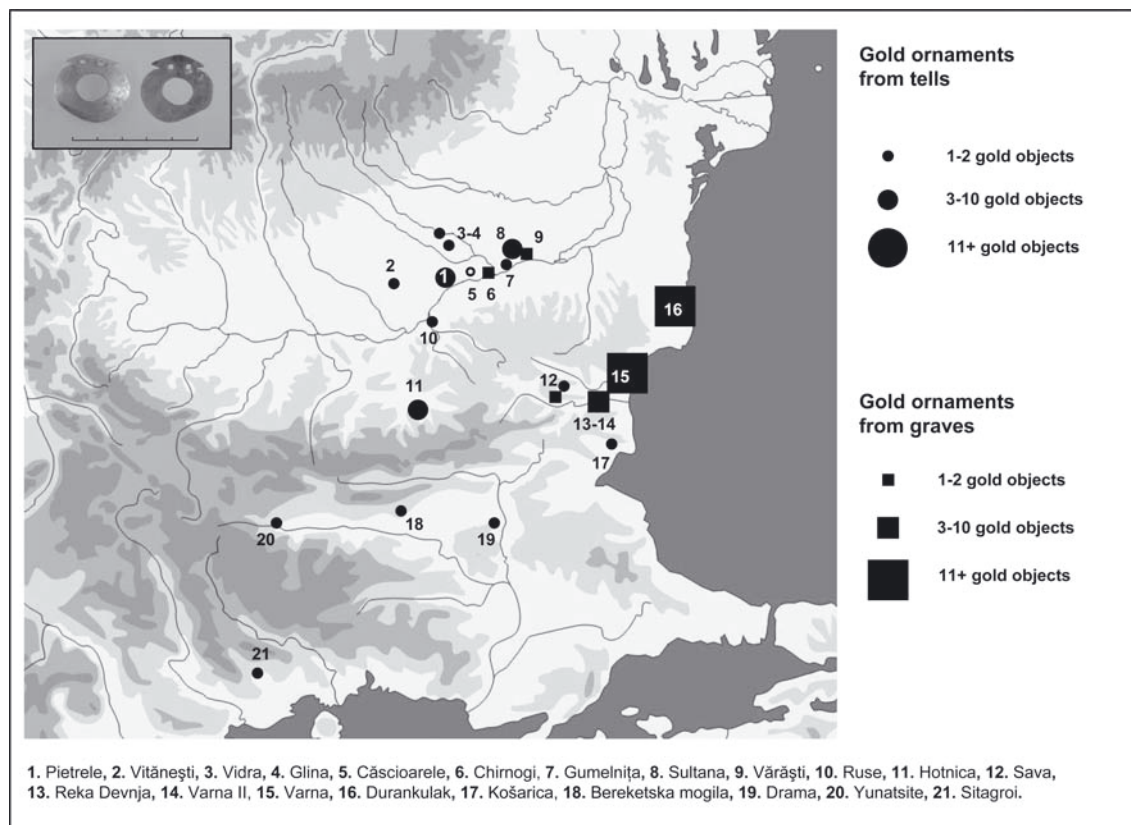 Gold ornaments
from tells
1-2 gold objects
3-10 gold objects
11+ gold objects
Gold ornaments
from graves
1-2 gold objects
3-10 gold objects
11+ gold objects
3-4
8
9
2
1
5
6
7
10
16
15
12
11
13-14
17
18
20
19
21
1. Pietrele, 2. Vităneşti, 3. Vidra, 4. Glina, 5. Căscioarele, 6. Chirnogi, 7. Gumelniţa, 8. Sultana, 9. Vărăşti, 10. Ruse, 11. Hotnica, 12. Sava,
13. Reka Devnja, 14. Varna II, 15. Varna, 16. Durankulak, 17. Košarica, 18. Bereketska mogila, 19. Drama, 20. Yunatsite, 21. Sitagroi.